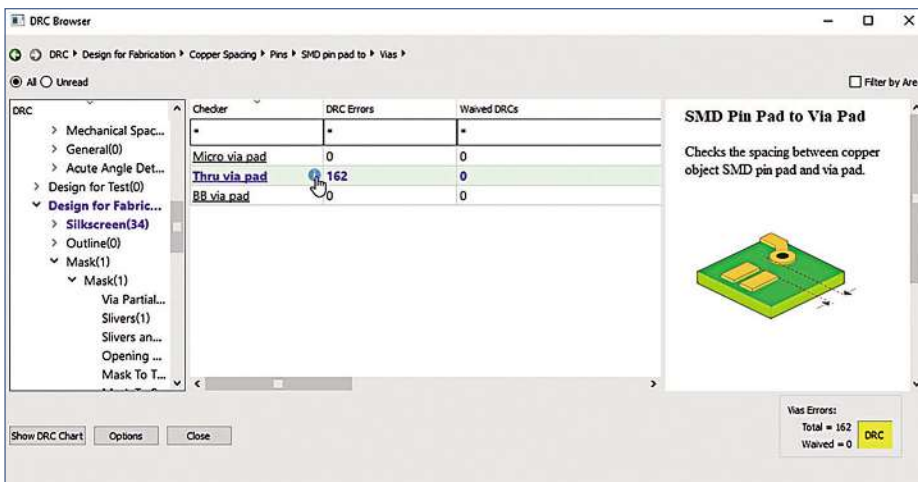 DRC Browser
DRC ▸ Design for Fabrication ▸ Copper Spacing ▸ Pins ▸ SMD pin pad to ▸ Vias ▸
All Unread
Filter by Are
DRC
Mechanical Spac...
General(0)
Acute Angle Det...
Design for Test(0)
Design for Fabric...
Silkscreen(34)
Outline(0)
Mask(1)
Mask(1)
Via Partial...
Slivers(1)
Slivers an...
Opening ...
Mask To T...
Checker DRC Errors Waived DRCs
* * *
Micro via pad 0 0
Thru via pad 162 0
BB via pad 0 0
SMD Pin Pad to Via Pad
Checks the spacing between copper
object SMD pin pad and via pad.
Show DRC Chart Options Close
Vias Errors:
Total = 162
Waived = 0
DRC